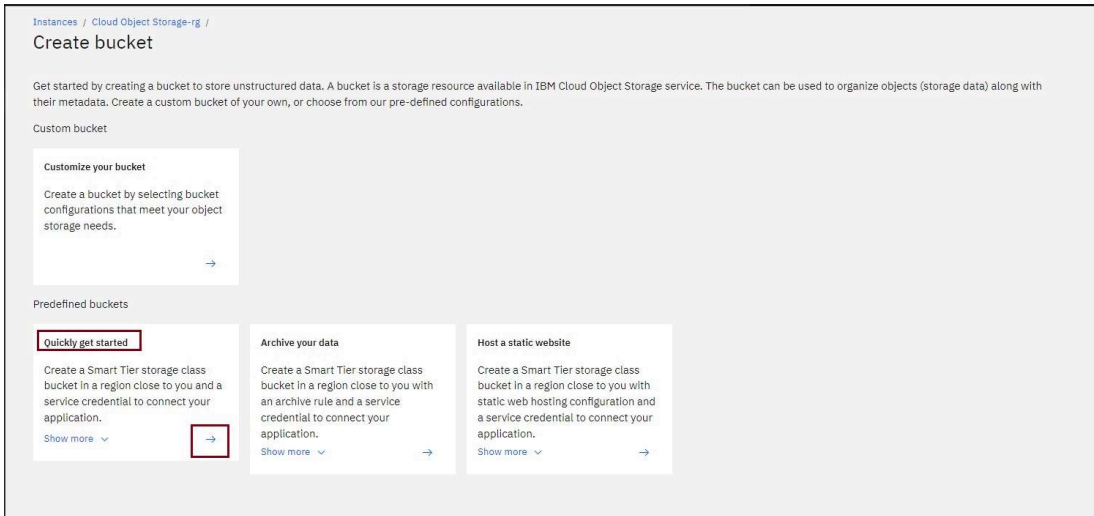 Instances / Cloud Object Storage-rg /
Create bucket
Get started by creating a bucket to store unstructured data. A bucket is a storage resource available in IBM Cloud Object Storage service. The bucket can be used to organize objects (storage data) along with
their metadata. Create a custom bucket of your own, or choose from our pre-defined configurations.
Custom bucket
Customize your bucket
Create a bucket by selecting bucket
configurations that meet your object
storage needs.
Predefined buckets
Quickly get started
Create a Smart Tier storage class
bucket in a region close to you and a
service credential to connect your
application.
Show more
Archive your data
Create a Smart Tier storage class
bucket in a region close to you with
an archive rule and a service
credential to connect your
application.
Show more
Host a static website
Create a Smart Tier storage class
bucket in a region close to you with
static web hosting configuration and
a service credential to connect your
application.
Show more